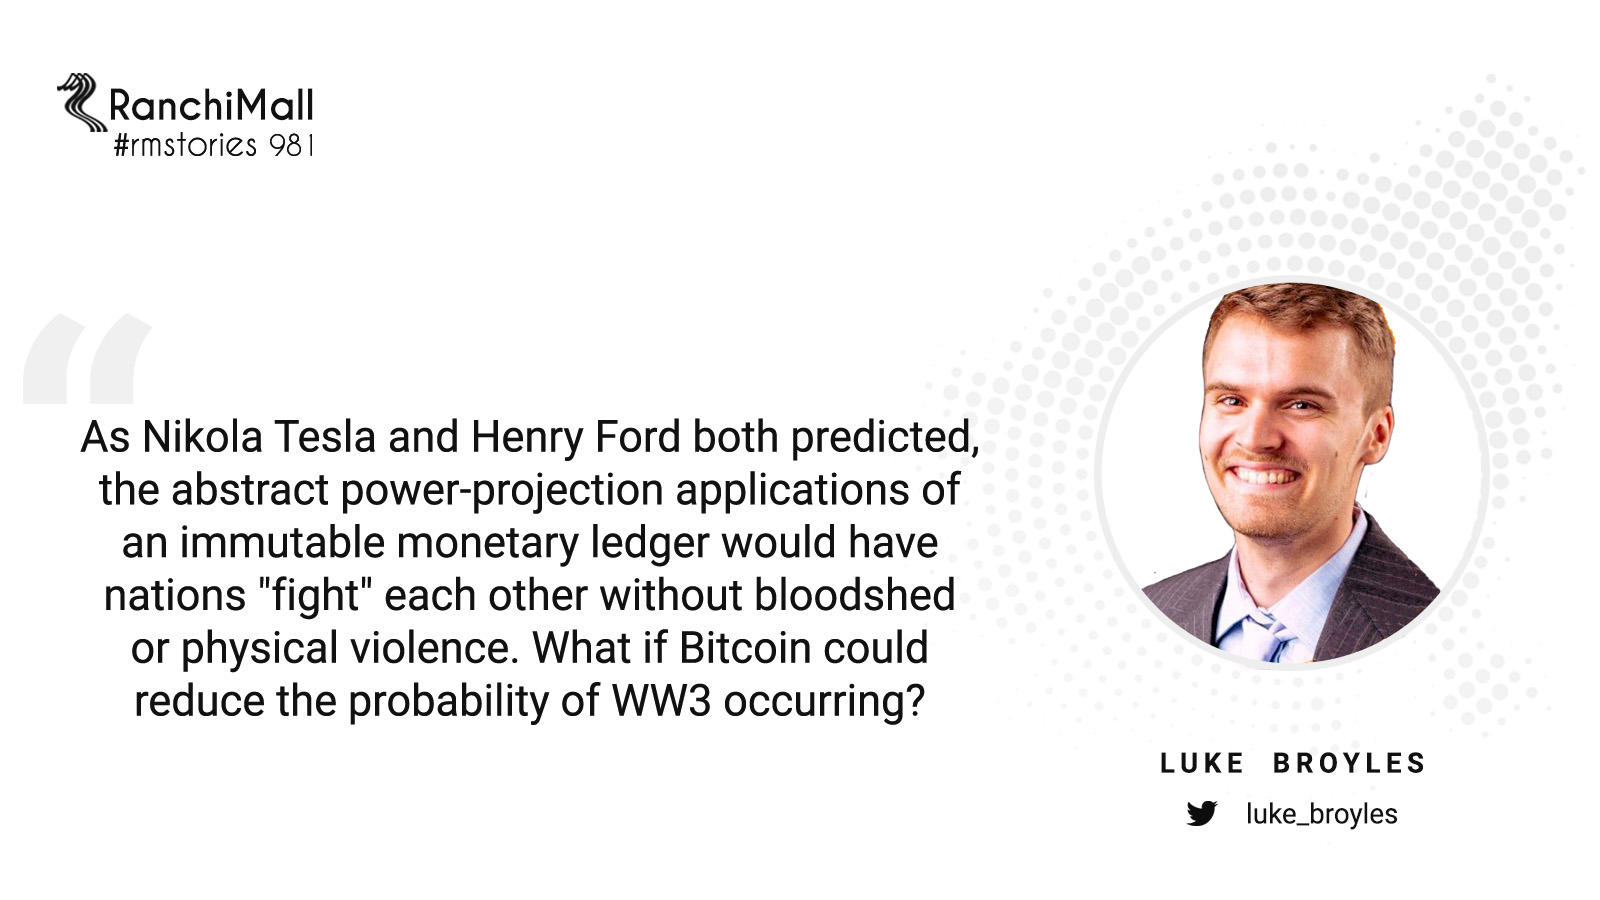 RanchiMall
#rmstories 981
“
As Nikola Tesla and Henry Ford both predicted,
the abstract power-projection applications of
an immutable monetary ledger would have
nations "fight" each other without bloodshed
or physical violence. What if Bitcoin could
reduce the probability of WW3 occurring?
LUKE BROYLES
luke_broyles